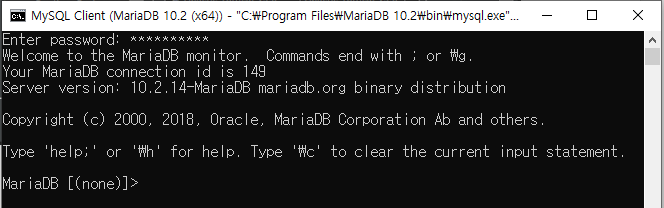 MySQL Client (MariaDB 10.2 (x64)) - "C:₩Program Files₩MariaDB 10.2₩bin₩mysql.exe"...
Enter password: **********
Welcome to the MariaDB monitor.  Commands end with ; or ₩g.
Your MariaDB connection id is 149
Server version: 10.2.14-MariaDB mariadb.org binary distribution
Copyright (c) 2000, 2018, Oracle, MariaDB Corporation Ab and others.
Type 'help;' or '₩h' for help. Type '₩c' to clear the current input statement.
MariaDB [(none)]>